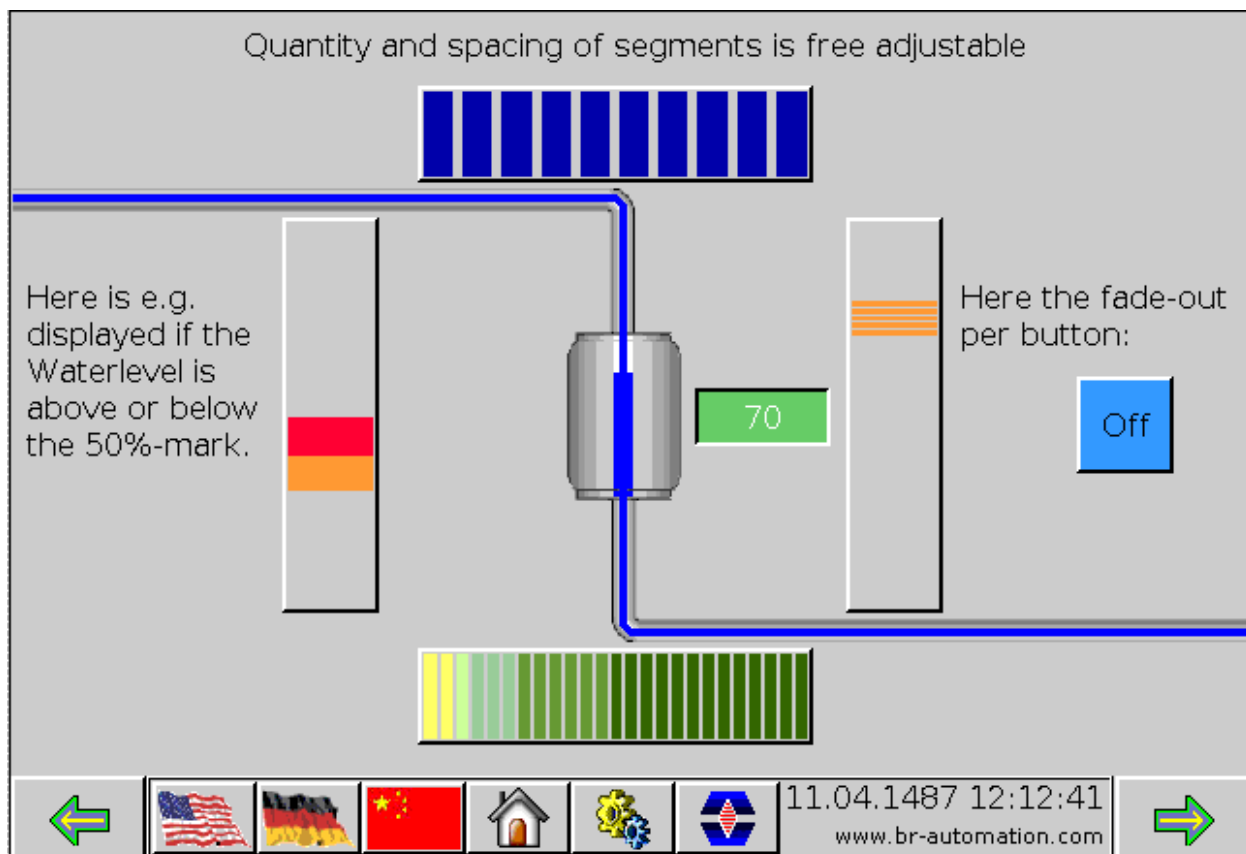 Quantity and spacing of segments is free adjustable
Here is e.g.
displayed if the
Waterlevel is
above or below
the 50%-mark.
70
Here the fade-out
per button:
Off
11.04.1487 12:12:41
www.br-automation.com